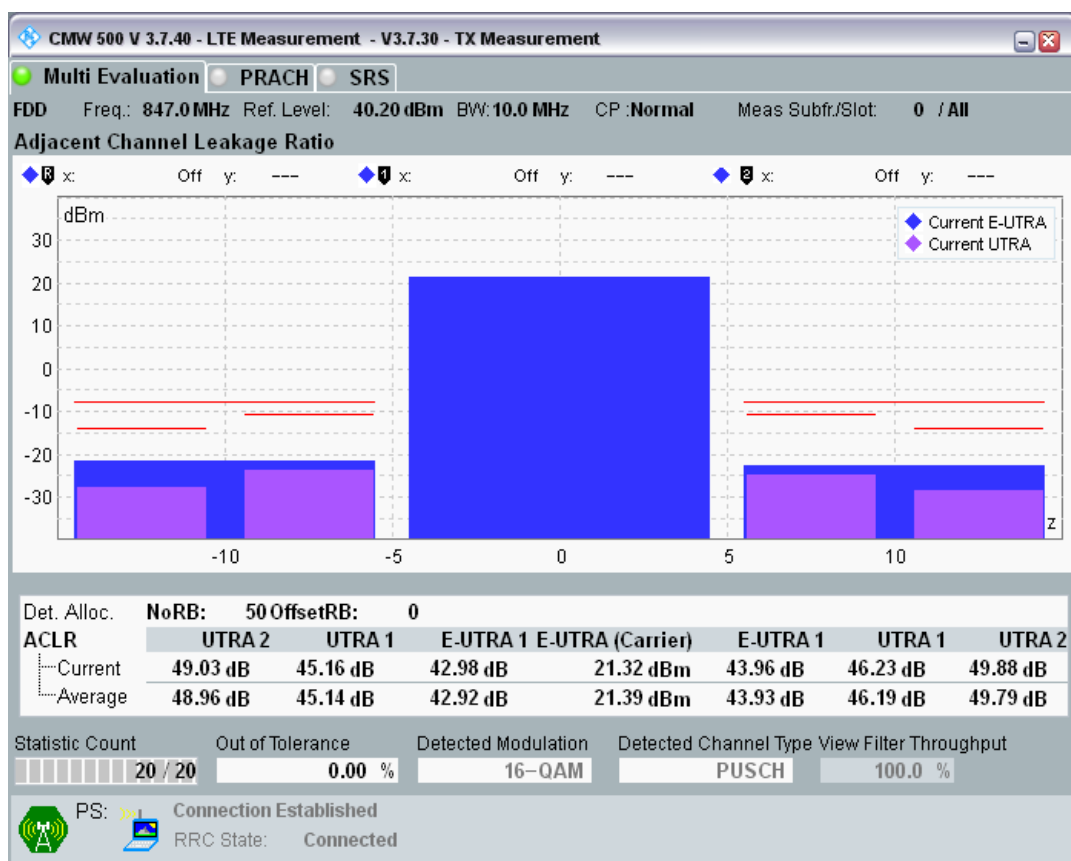 CMW 500 V 3.7.40 - LTE Measurement - V3.7.30 - TX Measurement
Multi Evaluation PRACH SRS
FDD Freq.: 847.0 MHz Ref. Level: 40.20 dBm BW: 10.0 MHz CP :Normal Meas Subfr./Slot: 0 / All
Adjacent Channel Leakage Ratio
R x: Off y: --- 1 x: Off y: --- 2 x: Off y: ---
dBm
Current E-UTRA
Current UTRA
30
20
10
0
-10
-20
-30
z
-10 -5 0 5 10
Det. Alloc. NoRB: 50 OffsetRB: 0
ACLR UTRA 2 UTRA 1 E-UTRA 1 E-UTRA (Carrier) E-UTRA 1 UTRA 1 UTRA 2
Current 49.03 dB 45.16 dB 42.98 dB 21.32 dBm 43.96 dB 46.23 dB 49.88 dB
Average 48.96 dB 45.14 dB 42.92 dB 21.39 dBm 43.93 dB 46.19 dB 49.79 dB
Statistic Count Out of Tolerance Detected Modulation Detected Channel Type View Filter Throughput
20 / 20 0.00 % 16-QAM PUSCH 100.0 %
PS: Connection Established
RRC State: Connected